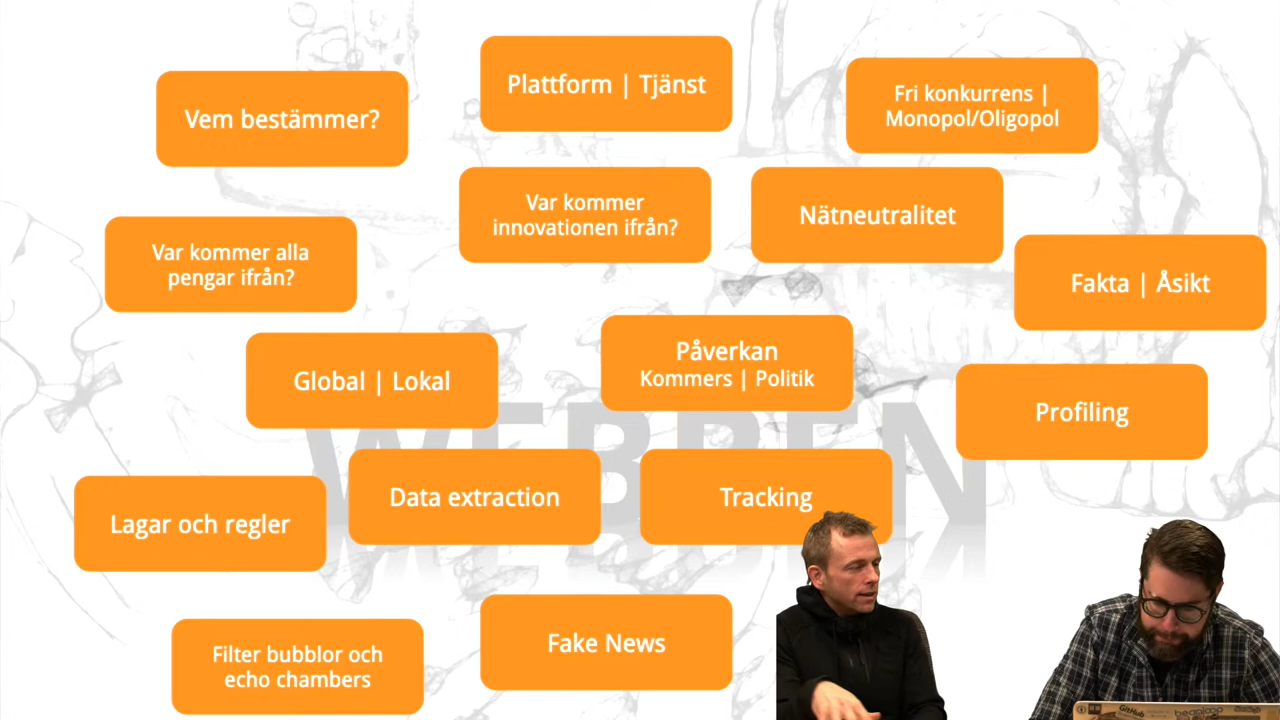 Plattform | Tjänst
Vem bestämmer?
Fri konkurrens |
Monopol/Oligopol
Var kommer
innovationen ifrån?
Nätneutralitet
Var kommer alla
pengar ifrån?
Fakta | Åsikt
Påverkan
Kommers | Politik
Global | Lokal
Profiling
WEBBEN
Data extraction
Tracking
Lagar och regler
Filter bubblor och
echo chambers
Fake News
GitHub